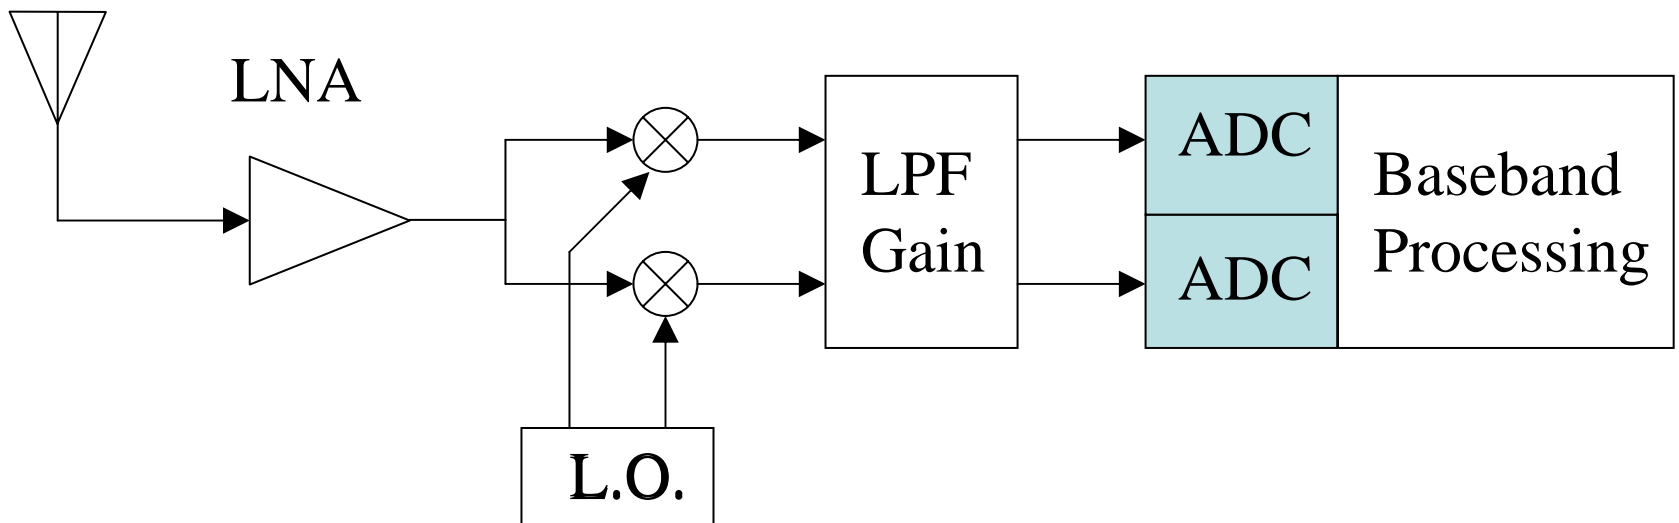 LNA
LPF
Gain
ADC
ADC
Baseband
Processing
L.O.